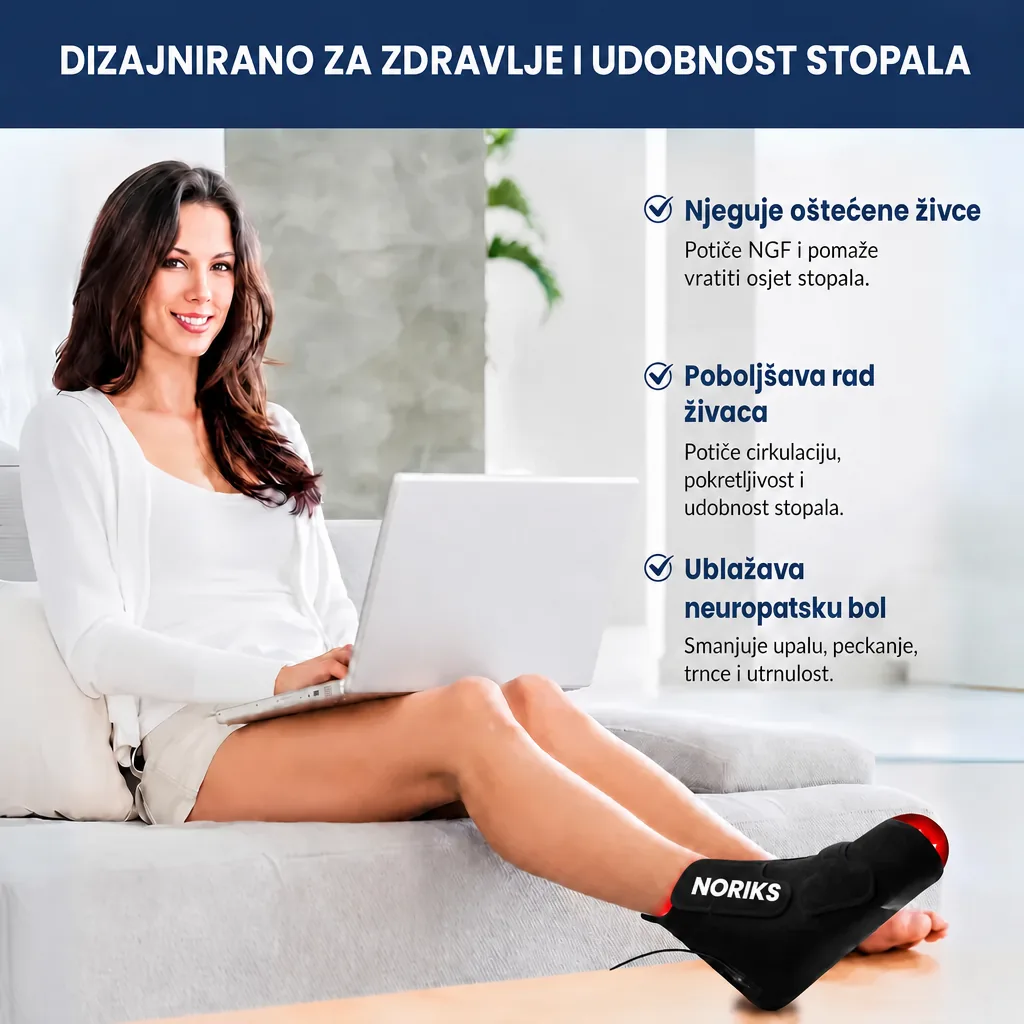 DIZAJNIRANO ZA ZDRAVLJE I UDOBNOST STOPALA
Njeguje oštećene živce
Potiče NGF i pomaže
vratiti osjet stopala.
Poboljšava rad
živaca
Potiče cirkulaciju,
pokretljivost i
udobnost stopala.
Ublažava
neuropatsku bol
Smanjuje upalu, peckanje,
trnce i utrnulost.
NORIKS